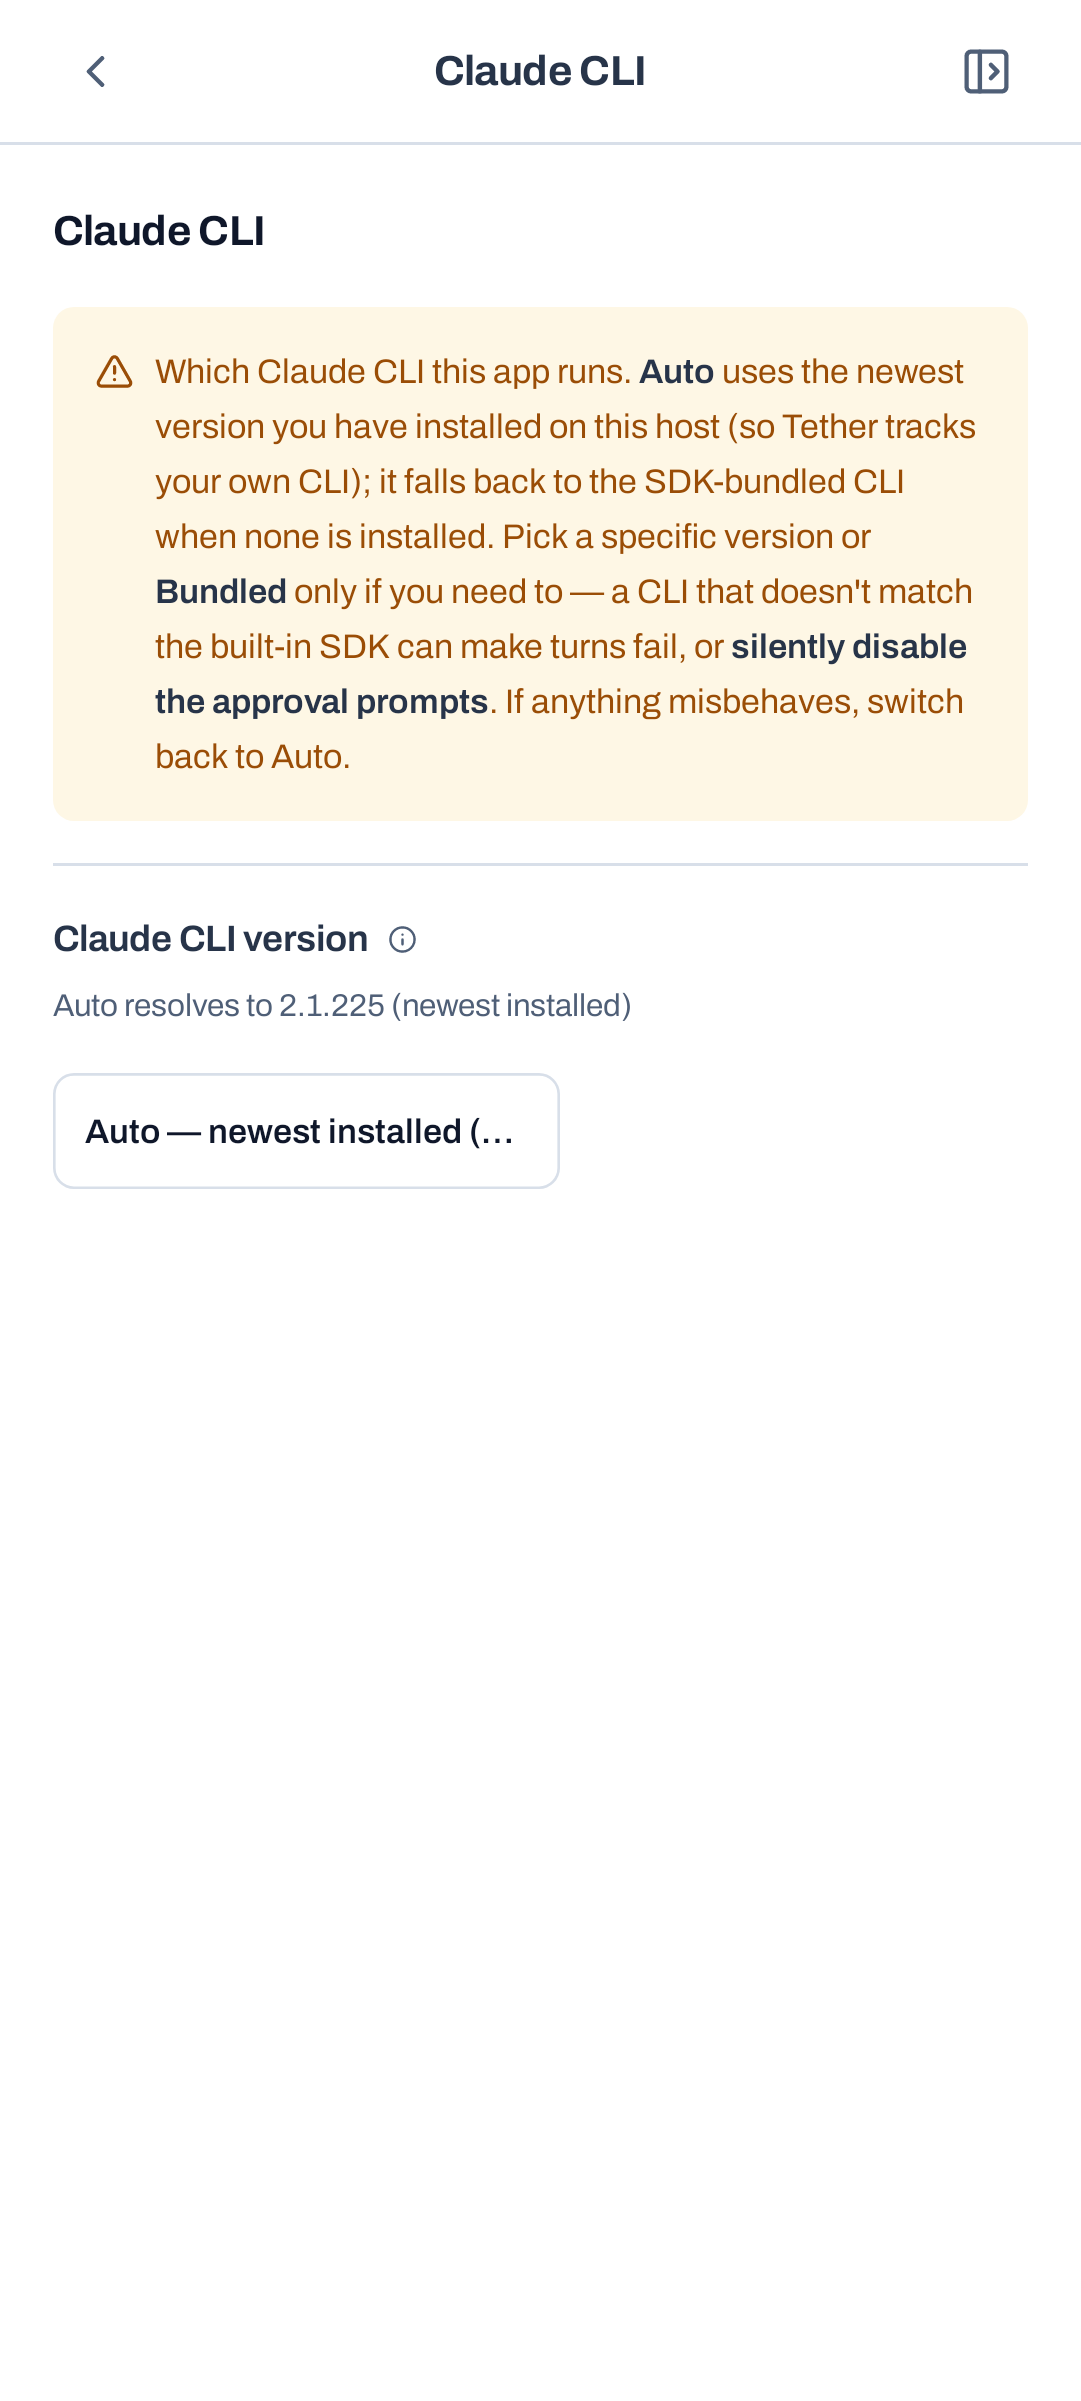 Claude CLI
Claude CLI
Which Claude CLI this app runs. Auto uses the newest
version you have installed on this host (so Tether tracks
your own CLI); it falls back to the SDK-bundled CLI
when none is installed. Pick a specific version or
Bundled only if you need to — a CLI that doesn't match
the built-in SDK can make turns fail, or silently disable
the approval prompts. If anything misbehaves, switch
back to Auto.
Claude CLI version
Auto resolves to 2.1.225 (newest installed)
Auto — newest installed (...